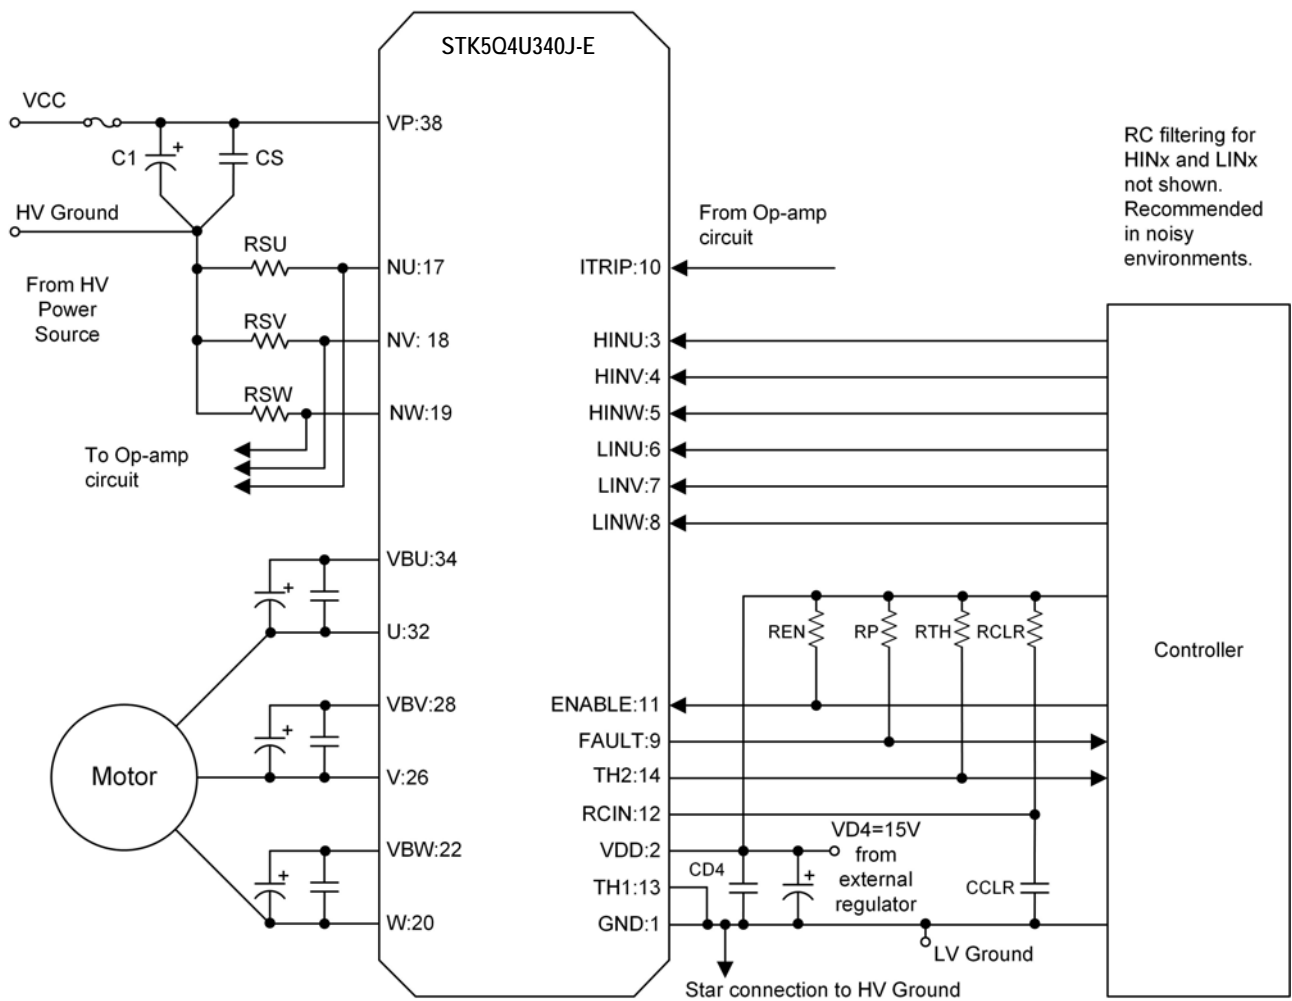 STK5Q4U340J-E
VCC
VP:38
C1
+
CS
HV Ground
From HV
Power
Source
RSU
NU:17
RSV
NV: 18
RSW
NW:19
To Op-amp
circuit
VBU:34
+
U:32
VBV:28
+
V:26
Motor
VBW:22
+
W:20
From Op-amp
circuit
ITRIP:10
HINU:3
HINV:4
HINW:5
LINU:6
LINV:7
LINW:8
RC filtering for
HINx and LINx
not shown.
Recommended
in noisy
environments.
REN
RP
RTH
RCLR
Controller
ENABLE:11
FAULT:9
TH2:14
RCIN:12
VDD:2
TH1:13
GND:1
CD4
+
VD4=15V
from
external
regulator
CCLR
LV Ground
Star connection to HV Ground